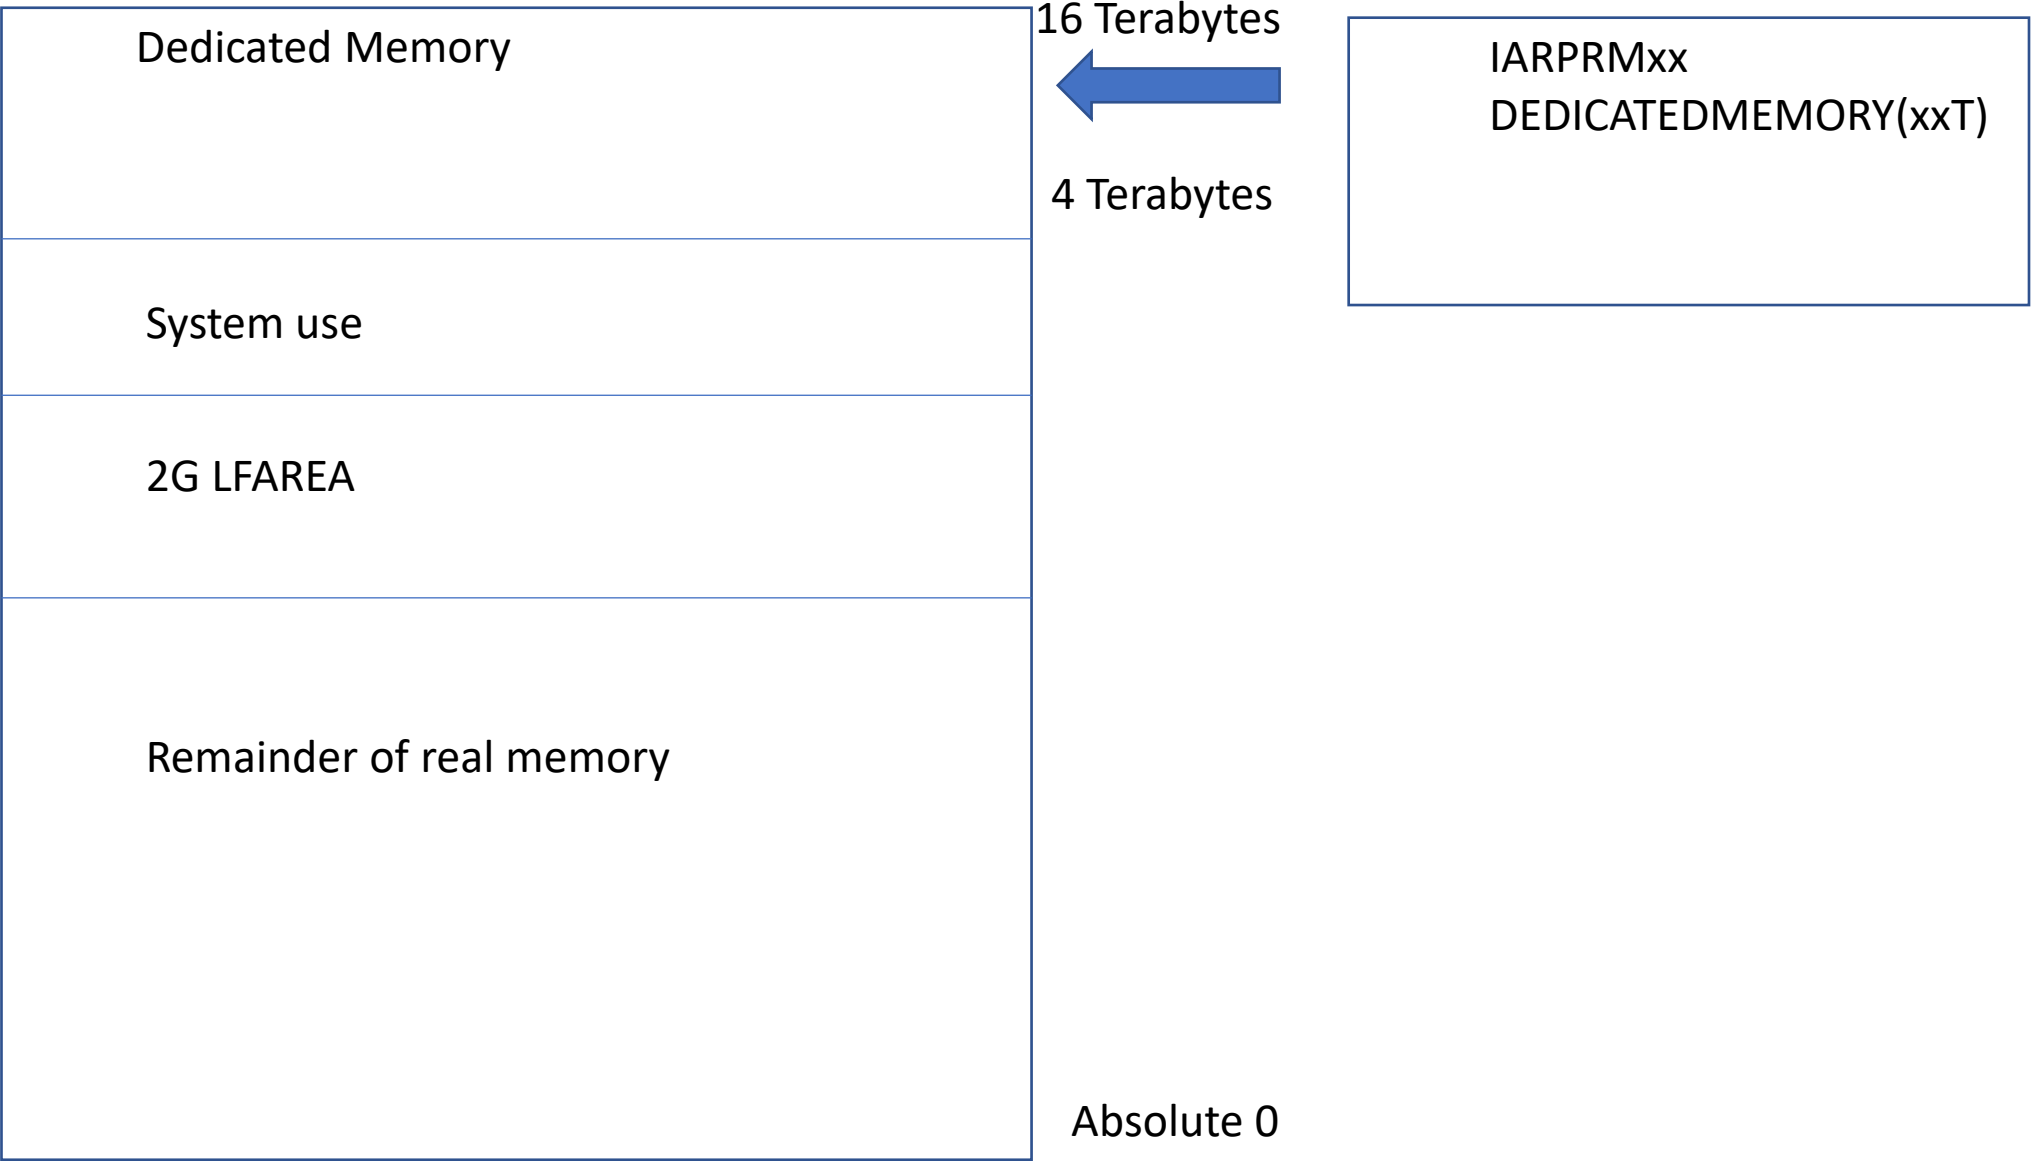 Dedicated Memory
16 Terabytes
IARPRMxx
DEDICATEDMEMORY(xxT)
4 Terabytes
System use
2G LFAREA
Remainder of real memory
Absolute 0